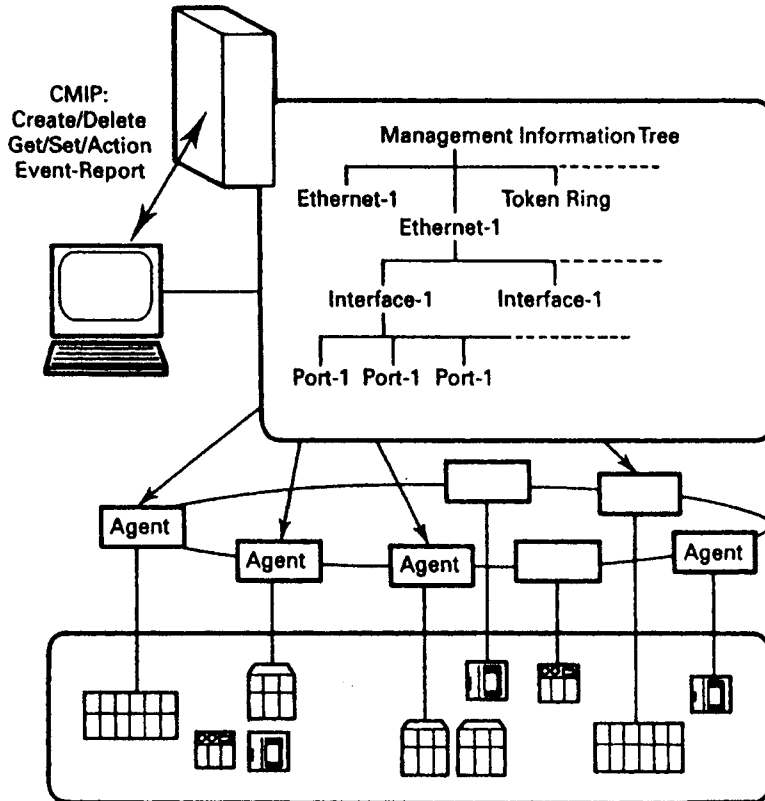 CMIP:
Create/Delete
Get/Set/Action
Event-Report
Management Information Tree
Ethernet-1
Token Ring
Ethernet-1
Interface-1
Interface-1
Port-1 Port-1 Port-1
Agent
Agent
Agent
Agent